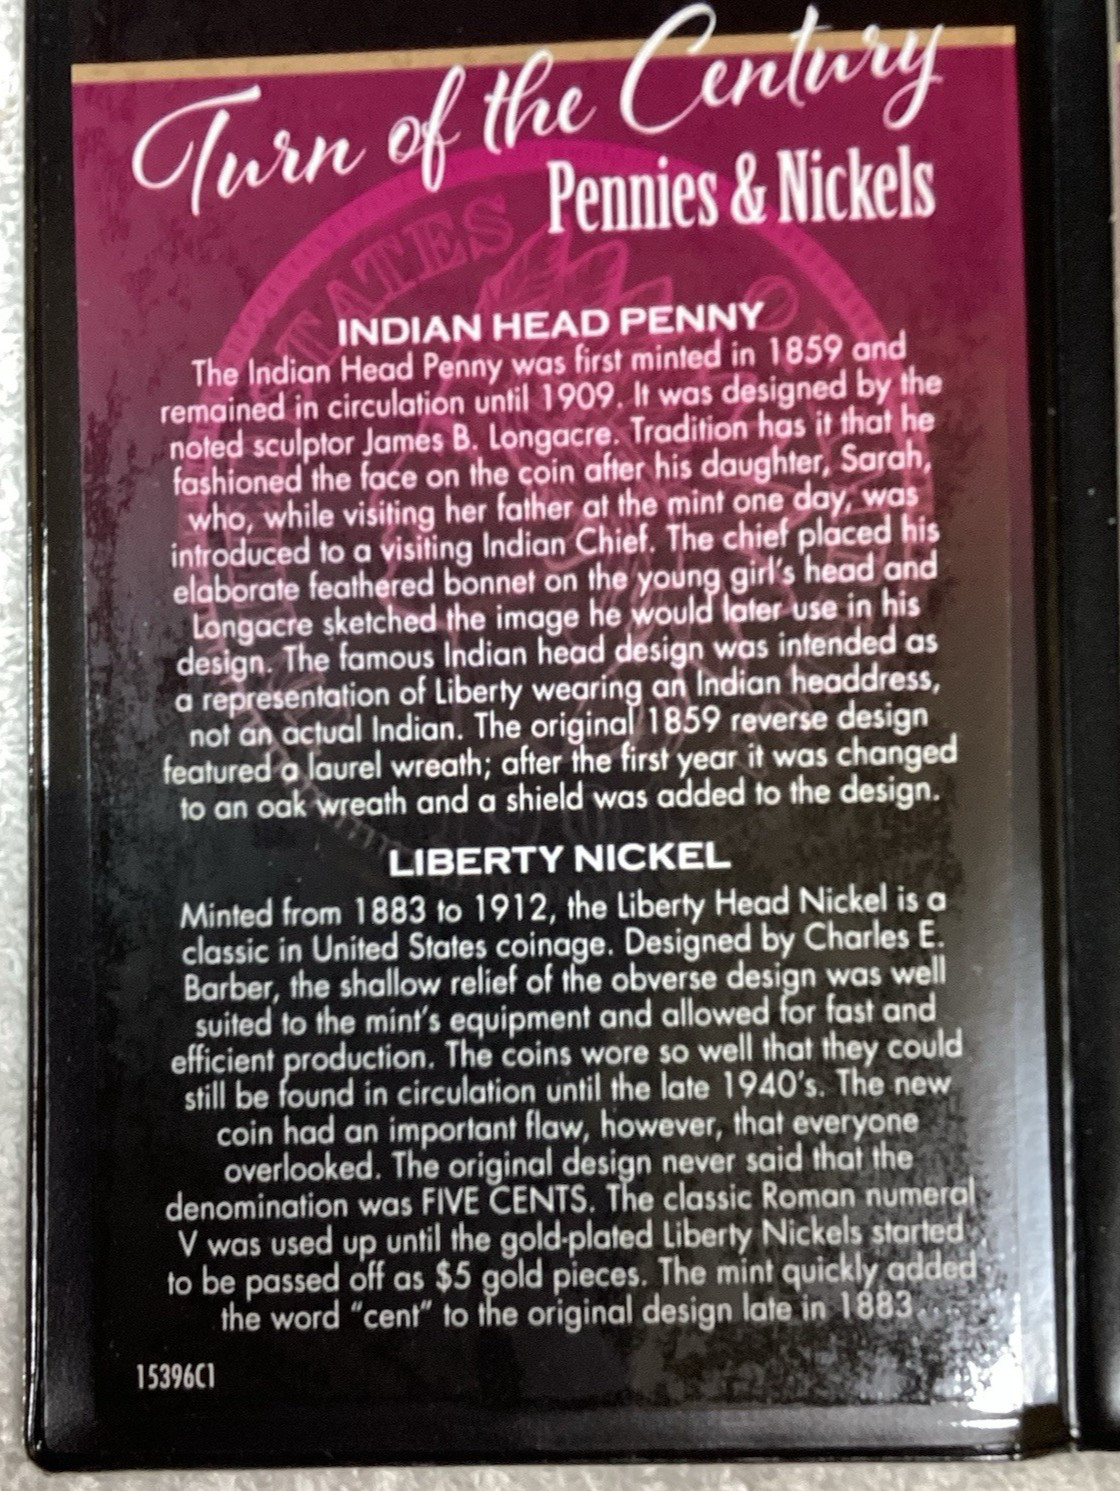 Turn of the Century
Pennies & Nickels
TATES
INDIAN HEAD PENNY
The Indian Head Penny was first minted in 1859 and
remained in circulation until 1909. It was designed by the
noted sculptor James B. Longacre. Tradition has it that he
fashioned the face on the coin after his daughter, Sarah,
who, while visiting her father at the mint one day, was
introduced to a visiting Indian Chief. The chief placed his
elaborate feathered bonnet on the young girl's head and
Longacre sketched the image he would later use in his
design. The famous Indian head design was intended as
a representation of Liberty wearing an Indian headdress,
not an actual Indian. The original 1859 reverse design
featured a laurel wreath; after the first year it was changed
to an oak wreath and a shield was added to the design.
LIBERTY NICKEL
Minted from 1883 to 1912, the Liberty Head Nickel is a
classic in United States coinage. Designed by Charles E.
Barber, the shallow relief of the obverse design was well
suited to the mint's equipment and allowed for fast and
efficient production. The coins wore so well that they could
still be found in circulation until the late 1940's. The new
coin had an important flaw, however, that everyone
overlooked. The original design never said that the
denomination was FIVE CENTS. The classic Roman numeral
V was used up until the gold-plated Liberty Nickels started
to be passed off as $5 gold pieces. The mint quickly added
the word "cent" to the original design late in 1883....
15396C1